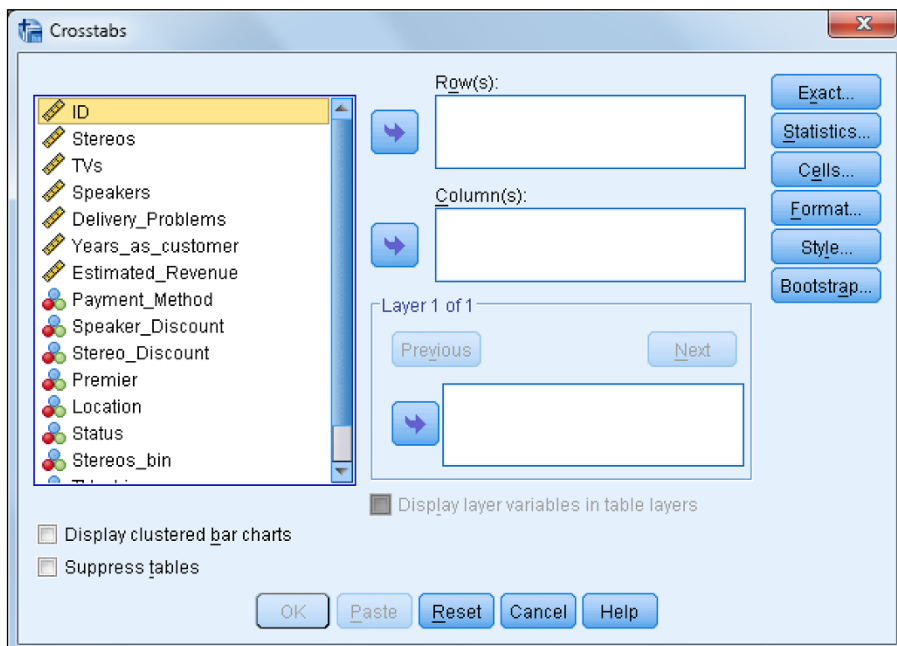 Crosstabs
X
ID
Stereos
TVs
Speakers
Delivery_Problems
Years_as_customer
Estimated_Revenue
Payment_Method
Speaker_Discount
Stereo_Discount
Premier
Location
Status
Stereos_bin
Row(s):
Column(s):
Layer 1 of 1
Previous
Next
Display layer variables in table layers
Exact...
Statistics...
Cells...
Format...
Style...
Bootstrap...
Display clustered bar charts
Suppress tables
OK
Paste
Reset
Cancel
Help